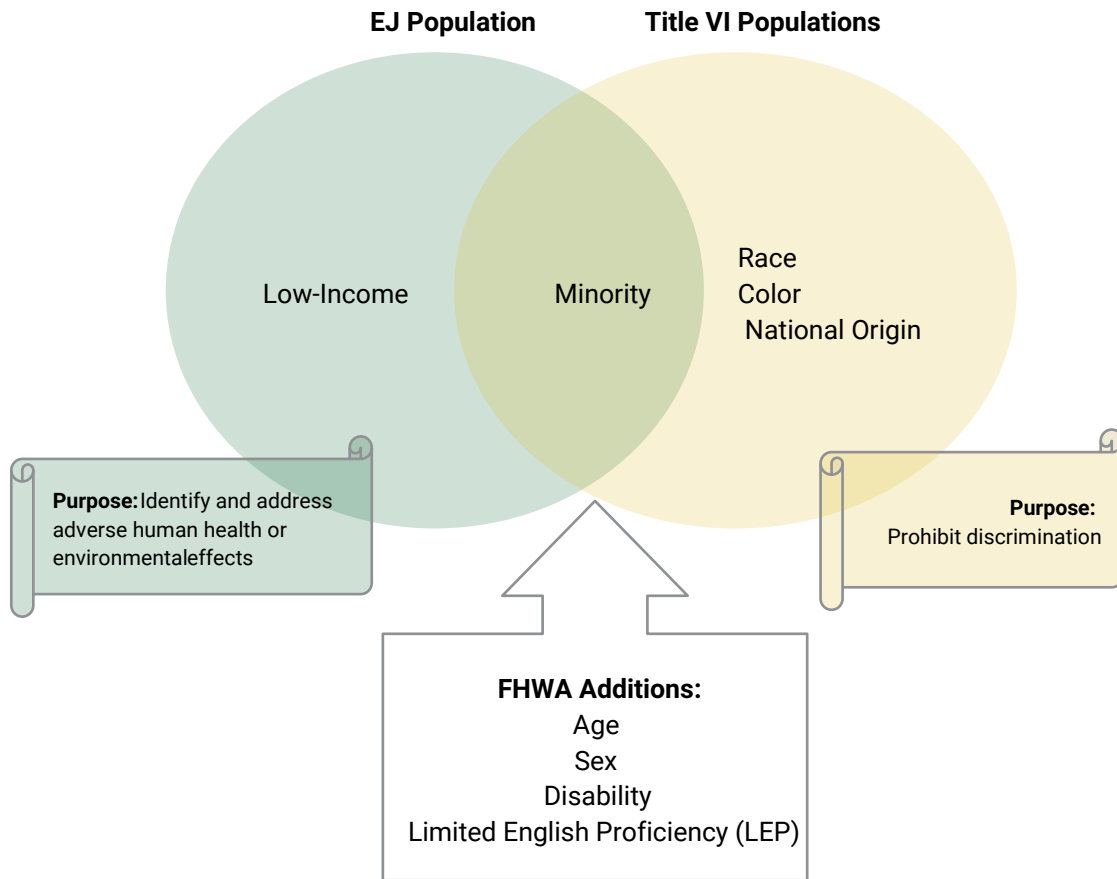 EJ Population
Title VI Populations
Low-Income
Minority
Race
Color
National Origin
Purpose: Identify and address
adverse human health or
environmentaleffects
Purpose:
Prohibit discrimination
FHWA Additions:
Age
Sex
Disability
Limited English Proficiency (LEP)